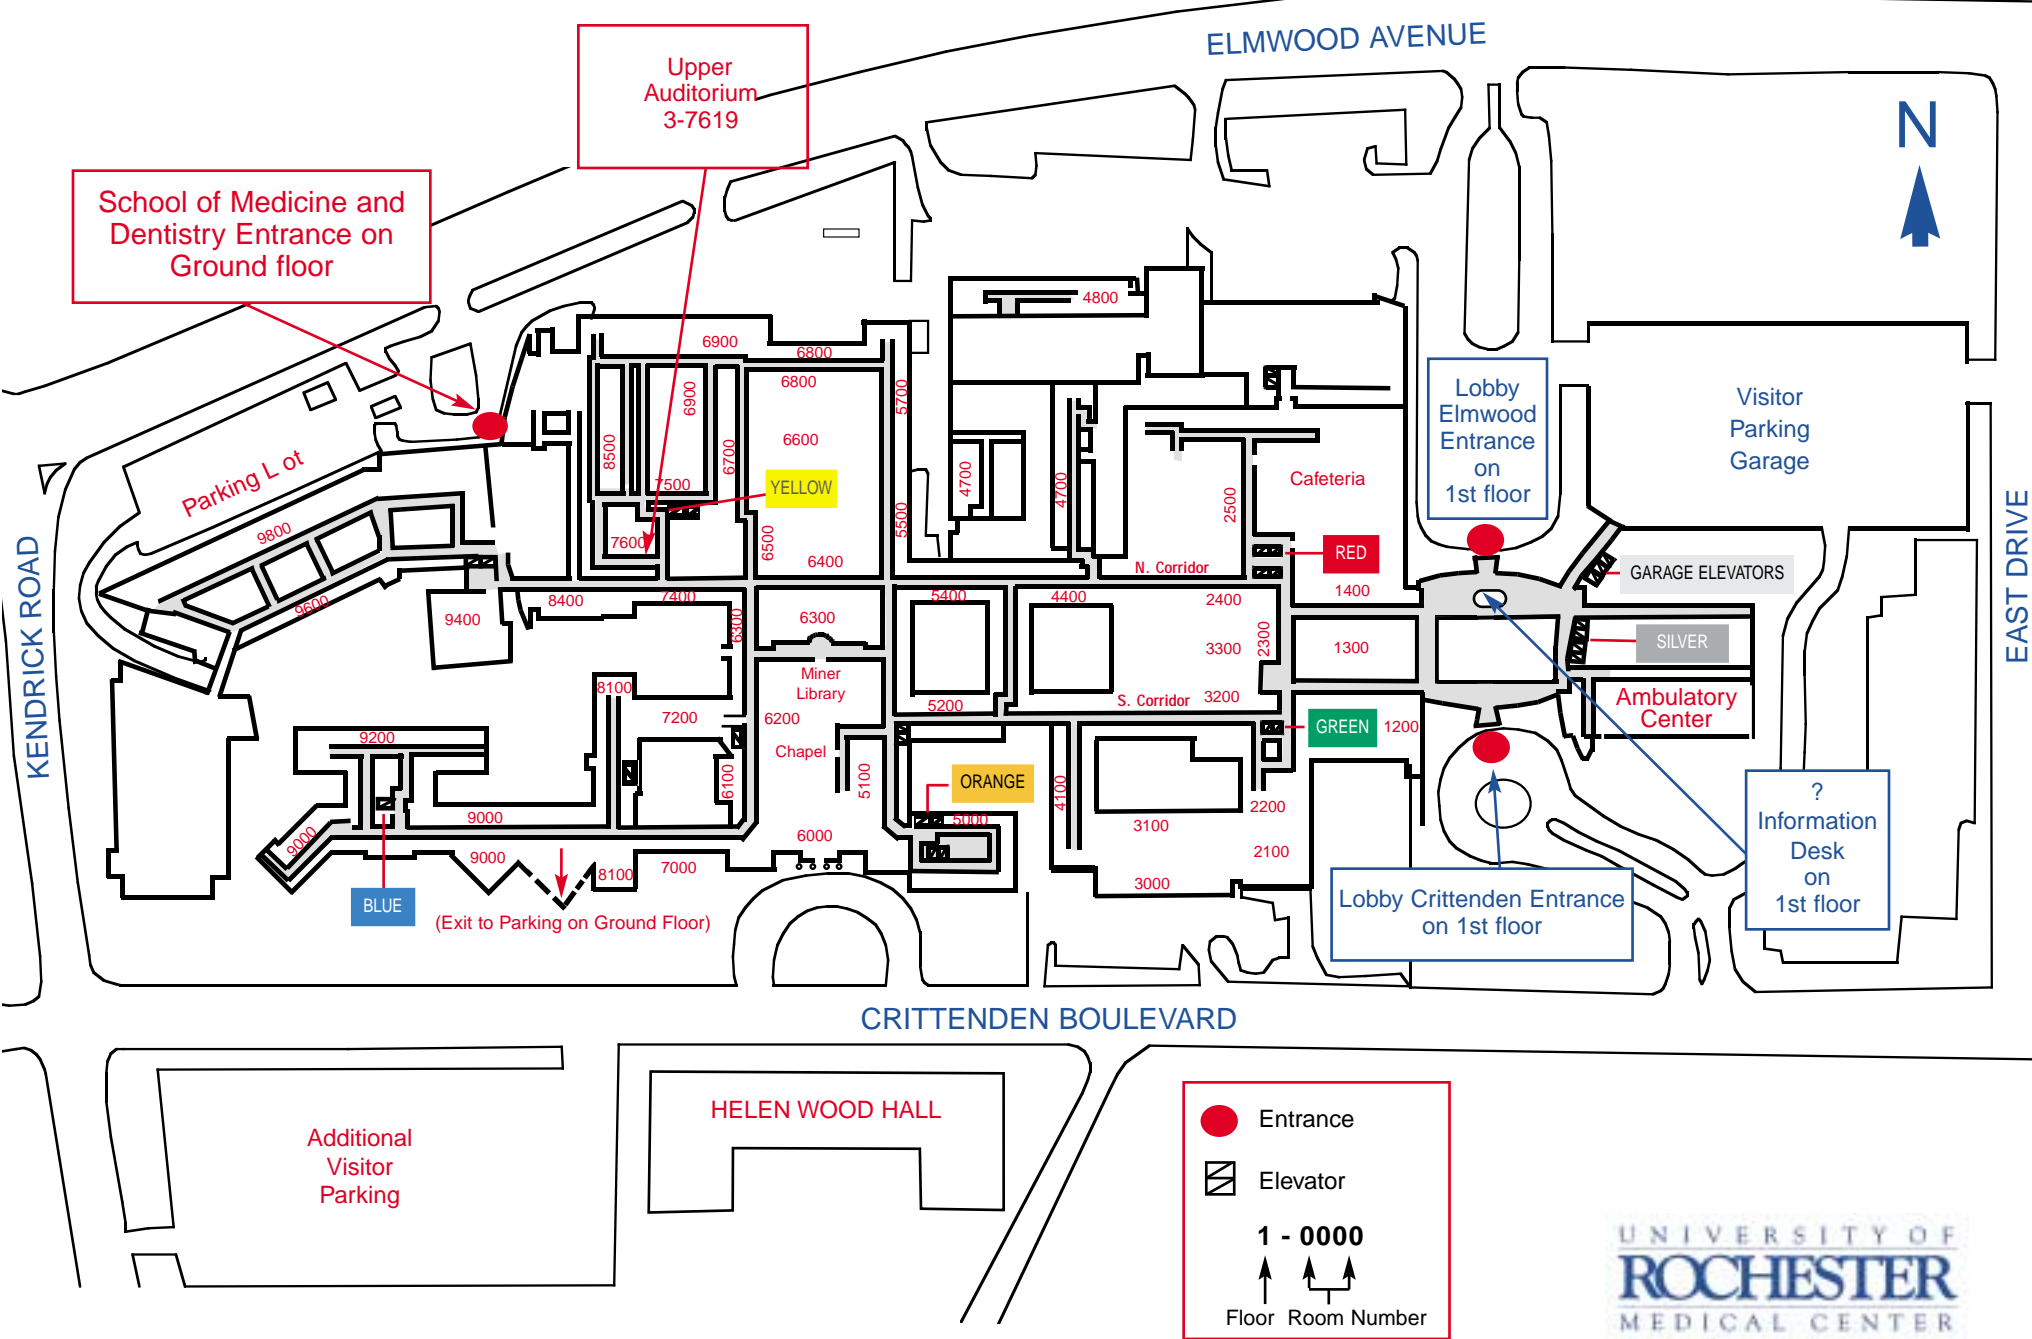 ELMWOOD AVENUE
Upper
Auditorium
3-7619
N
School of Medicine and
Dentistry Entrance on
Ground floor
4800
6900
6800
6800
6900
5700
6600
6700
8500
7500
YELLOW
Parking L ot
9800
7600
6500
6400
5500
4700
4700
2500
Cafeteria
Lobby
Elmwood
Entrance
on
1st floor
Visitor
Parking
Garage
RED
N. Corridor
GARAGE ELEVATORS
1400
KENDRICK ROAD
EAST DRIVE
9600
9400
8400
7400
6300
6300
5400
4400
2400
2300
3300
1300
SILVER
Miner
Library
8100
7200
6200
5200
S. Corridor
3200
GREEN
1200
Ambulatory
Center
9200
Chapel
6100
5100
ORANGE
4100
9000
9000
9000
5000
6000
3100
2200
2100
8100
7000
3000
BLUE
(Exit to Parking on Ground Floor)
Lobby Crittenden Entrance
on 1st floor
?
Information
Desk
on
1st floor
CRITTENDEN BOULEVARD
HELEN WOOD HALL
Additional
Visitor
Parking
Entrance
Elevator
1 - 0000
Floor Room Number
UNIVERSITY OF
ROCHESTER
MEDICAL CENTER